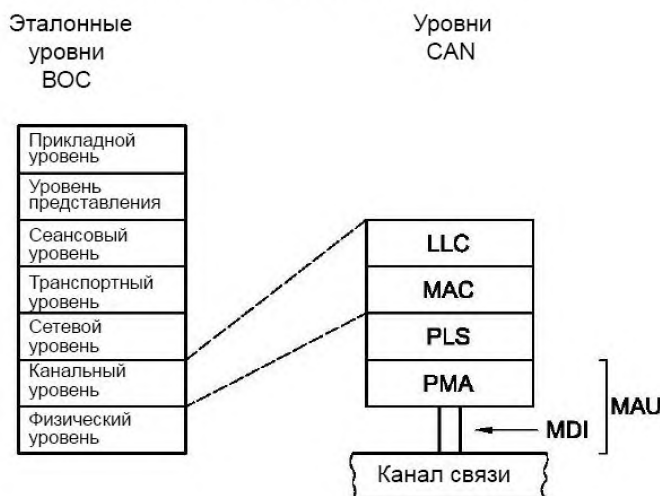 Эталонные
уровни
ВОС
Прикладной
уровень
Уровень
представления
Сеансовый
уровень
Транспортный
уровень
Сетевой
уровень
Канальный
уровень
Физический
уровень
Уровни
CAN
LLC
MAC
PLS
PMA
MDI
MAU
Канал связи